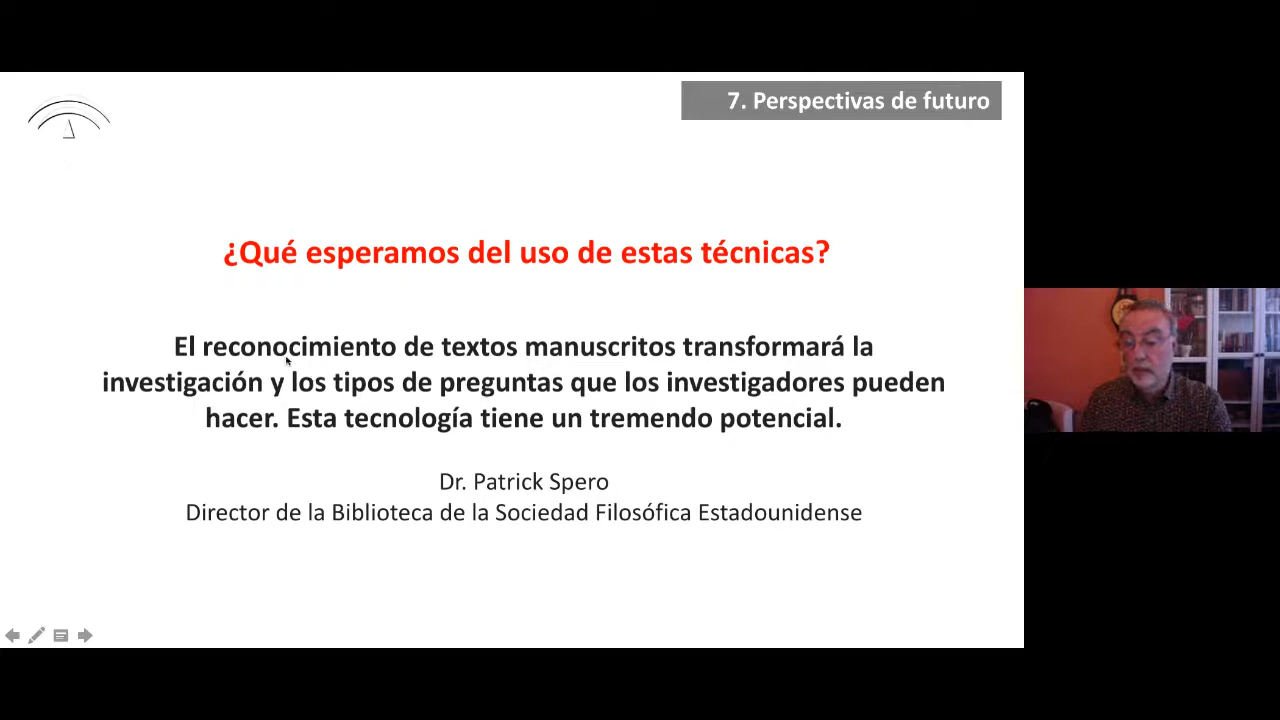 7. Perspectivas de futuro
¿Qué esperamos del uso de estas técnicas?
El reconocimiento de textos manuscritos transformará la
investigación y los tipos de preguntas que los investigadores pueden
hacer. Esta tecnología tiene un tremendo potencial.
Dr. Patrick Spero
Director de la Biblioteca de la Sociedad Filosófica Estadounidense